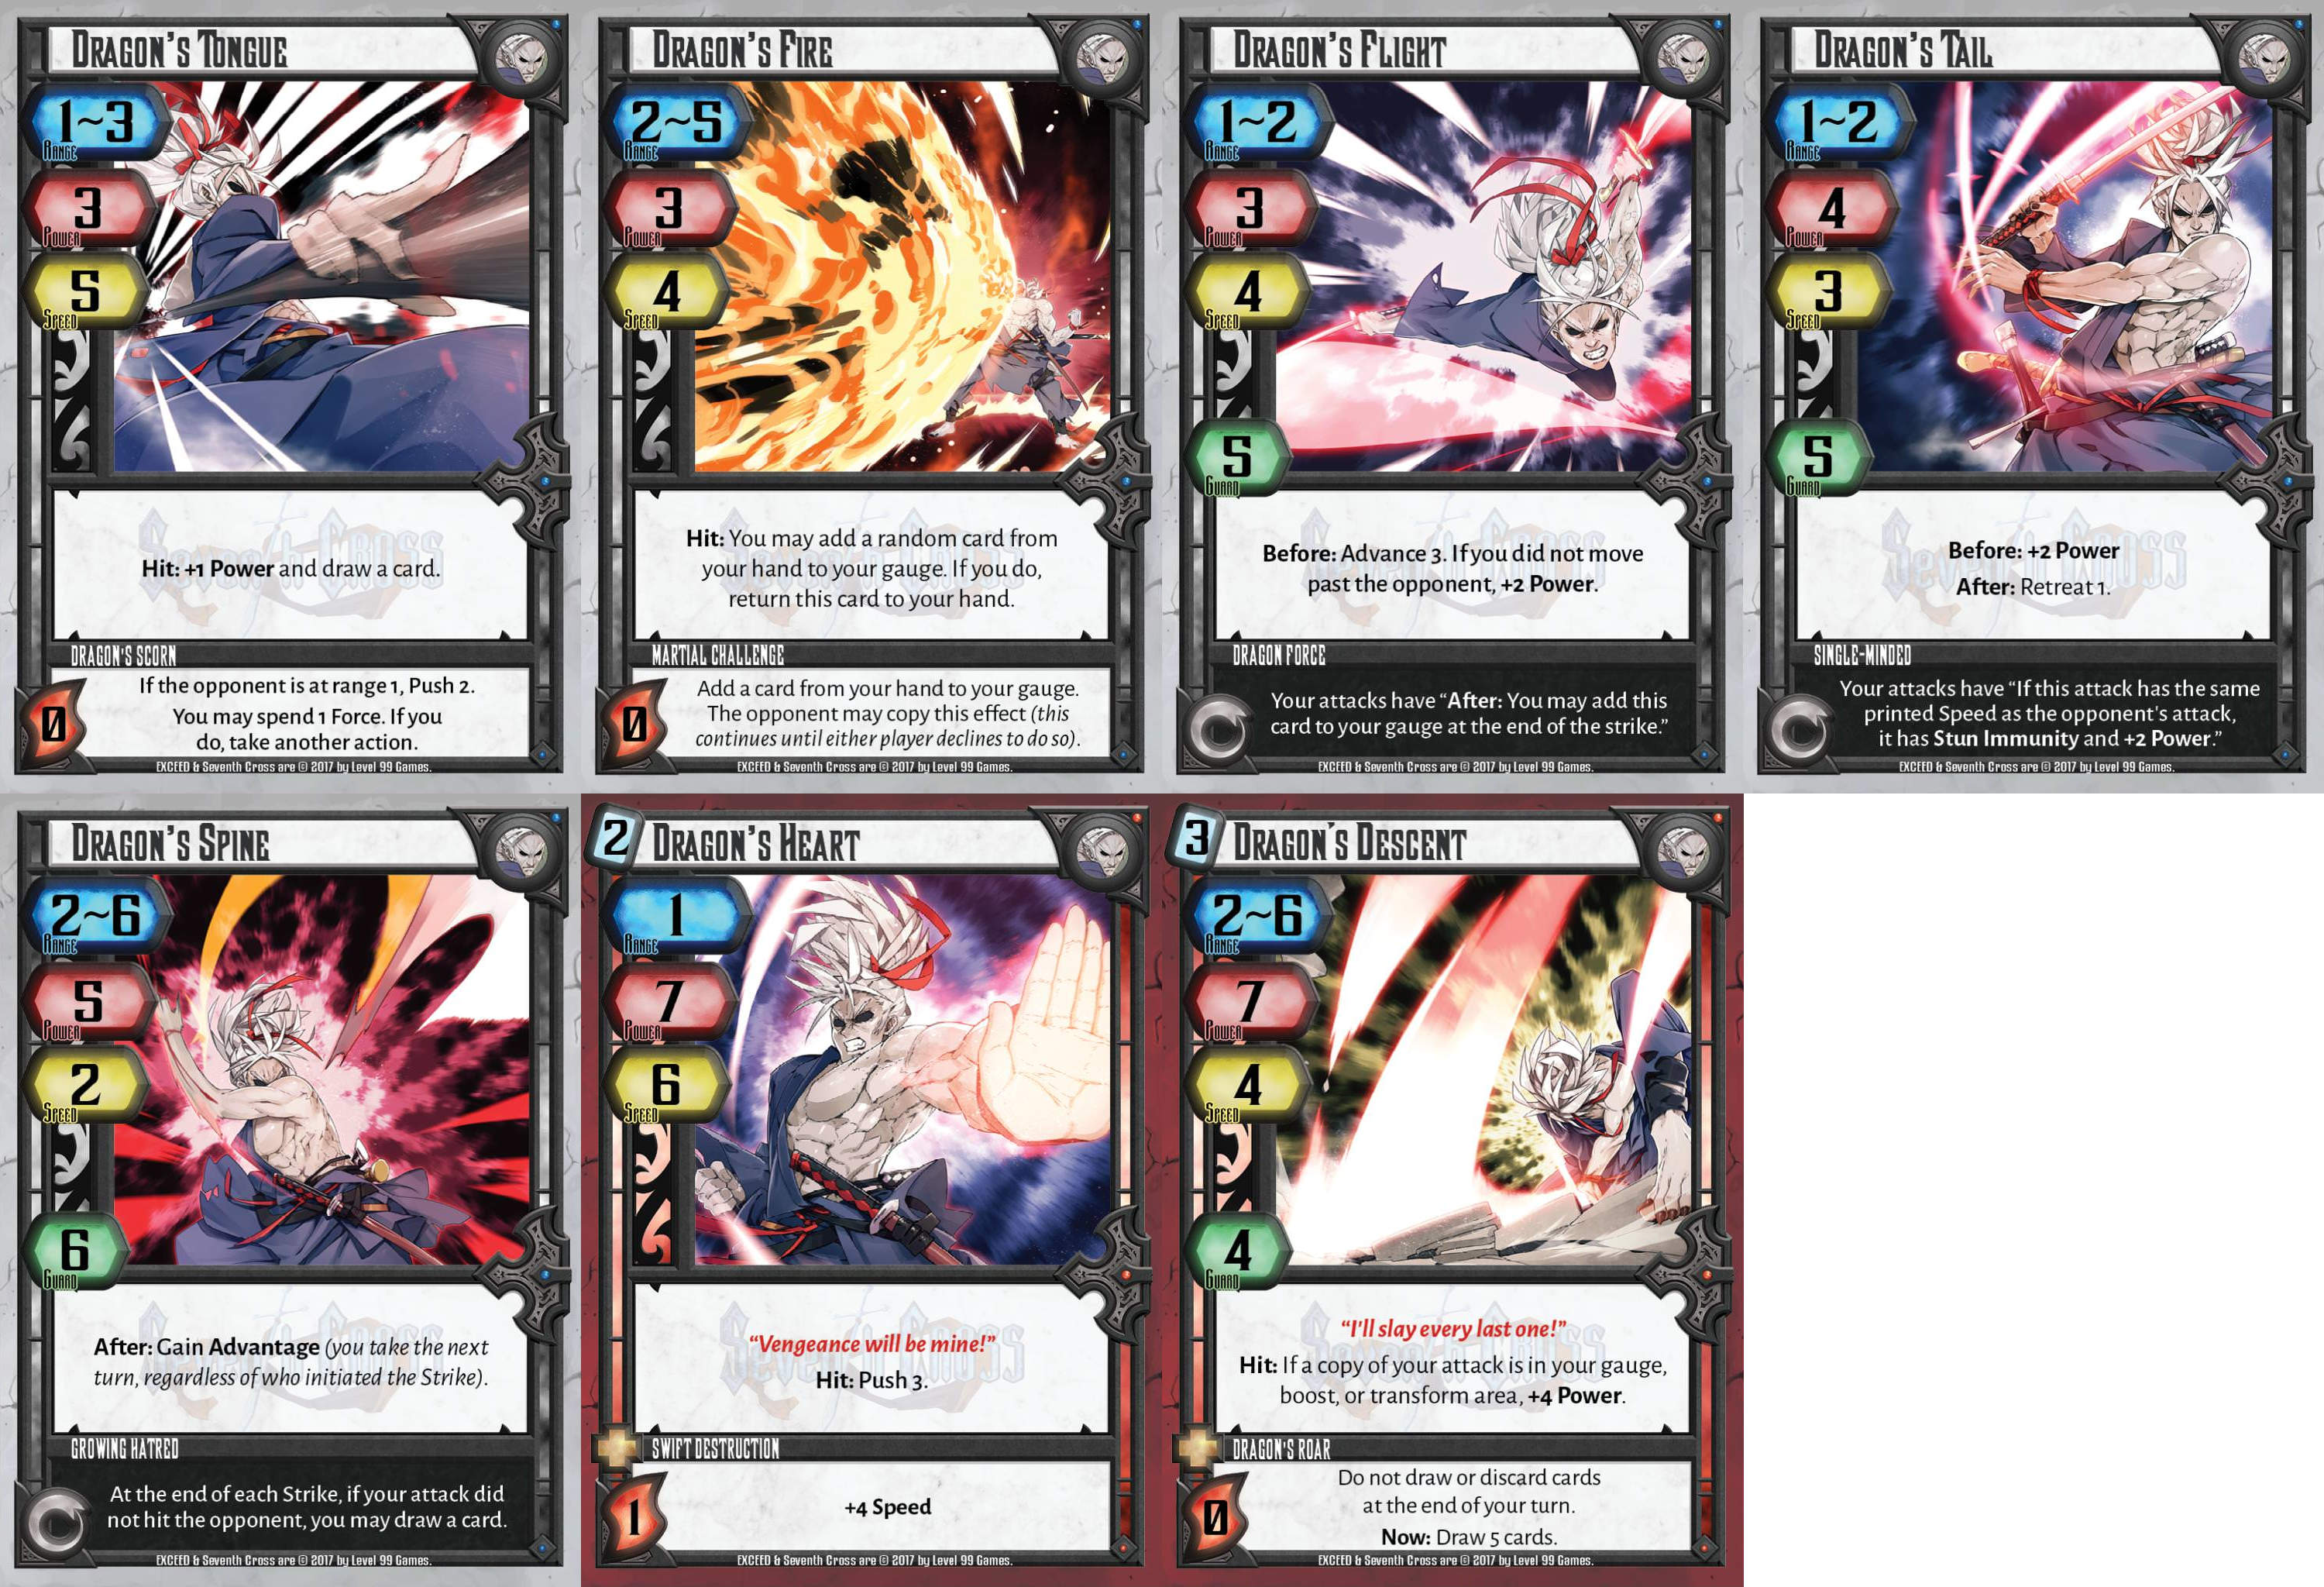 DRAGON'S TONGUE
1~3
RANGE
3
POWER
5
SPEED
Seventh Cross
Hit: +1 Power and draw a card.
DRAGON'S SCORN
0
If the opponent is at range 1, Push 2.
You may spend 1 Force. If you
do, take another action.
EXCEED & Seventh Cross are © 2017 by Level 99 Games.
DRAGON'S FIRE
2~5
RANGE
3
POWER
4
SPEED
Seventh Cross
Hit: You may add a random card from
your hand to your gauge. If you do,
return this card to your hand.
MARTIAL CHALLENGE
0
Add a card from your hand to your gauge.
The opponent may copy this effect (this
continues until either player declines to do so).
EXCEED & Seventh Cross are © 2017 by Level 99 Games.
DRAGON'S FLIGHT
1~2
RANGE
3
POWER
4
SPEED
5
GUARD
Seventh Cross
Before: Advance 3. If you did not move
past the opponent, +2 Power.
DRAGON FORCE
Your attacks have “After: You may add this
card to your gauge at the end of the strike.”
EXCEED & Seventh Cross are © 2017 by Level 99 Games.
DRAGON'S TAIL
1~2
RANGE
4
POWER
3
SPEED
5
GUARD
Seventh Cross
Before: +2 Power
After: Retreat 1.
SINGLE-MINDED
Your attacks have “If this attack has the same
printed Speed as the opponent's attack,
it has Stun Immunity and +2 Power.”
EXCEED & Seventh Cross are © 2017 by Level 99 Games.
DRAGON'S SPINE
2~6
RANGE
5
POWER
2
SPEED
6
GUARD
Seventh Cross
After: Gain Advantage (you take the next
turn, regardless of who initiated the Strike).
GROWING HATRED
At the end of each Strike, if your attack did
not hit the opponent, you may draw a card.
EXCEED & Seventh Cross are © 2017 by Level 99 Games.
2
DRAGON'S HEART
1
RANGE
7
POWER
6
SPEED
Seventh Cross
“Vengeance will be mine!”
Hit: Push 3.
SWIFT DESTRUCTION
1
+4 Speed
EXCEED & Seventh Cross are © 2017 by Level 99 Games.
3
DRAGON'S DESCENT
2~6
RANGE
7
POWER
4
SPEED
4
GUARD
Seventh Cross
“I'll slay every last one!”
Hit: If a copy of your attack is in your gauge,
boost, or transform area, +4 Power.
DRAGON'S ROAR
0
Do not draw or discard cards
at the end of your turn.
Now: Draw 5 cards.
EXCEED & Seventh Cross are © 2017 by Level 99 Games.